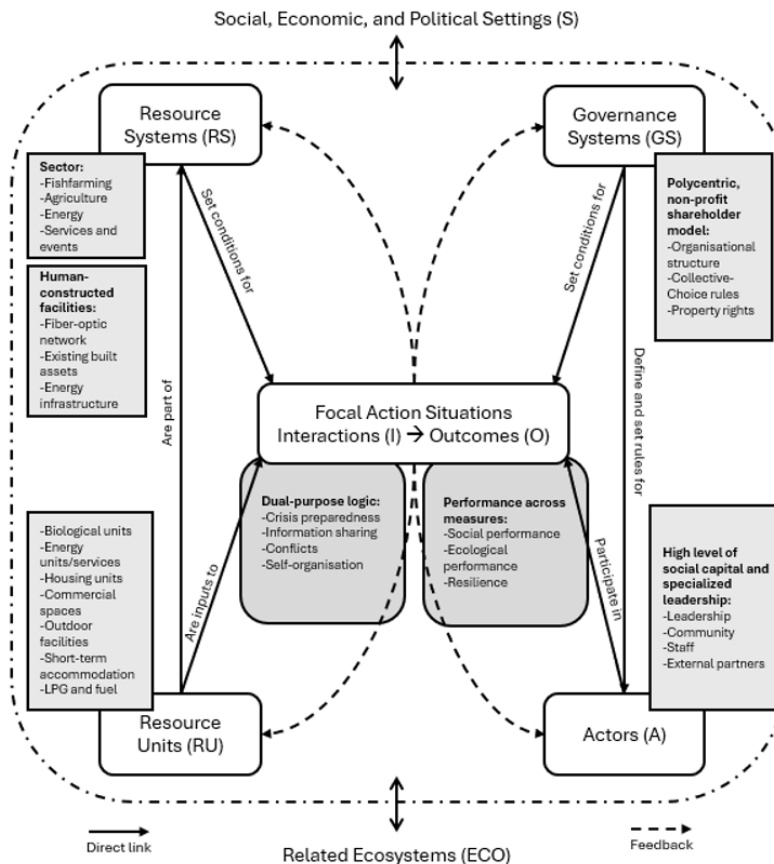 Social, Economic, and Political Settings (S)
Resource
Systems (RS)
Governance
Systems (GS)
Sector:
-Fishfarming
-Agriculture
-Energy
-Services and
events
Human-
constructed
facilities:
-Fiber-optic
network
-Existing built
assets
-Energy
infrastructure
Polycentric,
non-profit
shareholder
model:
-Organisational
structure
-Collective-
Choice rules
-Property rights
Set conditions for
Set conditions for
Are part of
Define and set rules for
Focal Action Situations
Interactions (I) → Outcomes (O)
Dual-purpose logic:
-Crisis preparedness
-Information sharing
-Conflicts
-Self-organisation
Performance across
measures:
-Social performance
-Ecological
performance
-Resilience
Are inputs to
Participate in
-Biological units
-Energy
units/services
-Housing units
-Commercial
spaces
-Outdoor
facilities
-Short-term
accommodation
-LPG and fuel
High level of
social capital and
specialized
leadership:
-Leadership
-Community
-Staff
-External partners
Resource
Units (RU)
Actors (A)
Direct link
Related Ecosystems (ECO)
Feedback